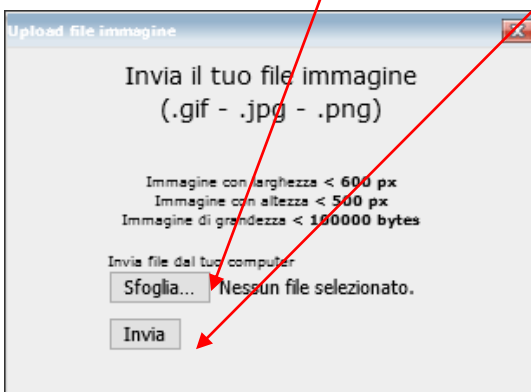 Upload file immagine
Invia il tuo file immagine
(.gif - .jpg - .png)
Immagine con larghezza < 600 px
Immagine con altezza < 500 px
Immagine di grandezza < 100000 bytes
Invia file dal tuo computer
Sfoglia... Nessun file selezionato.
Invia